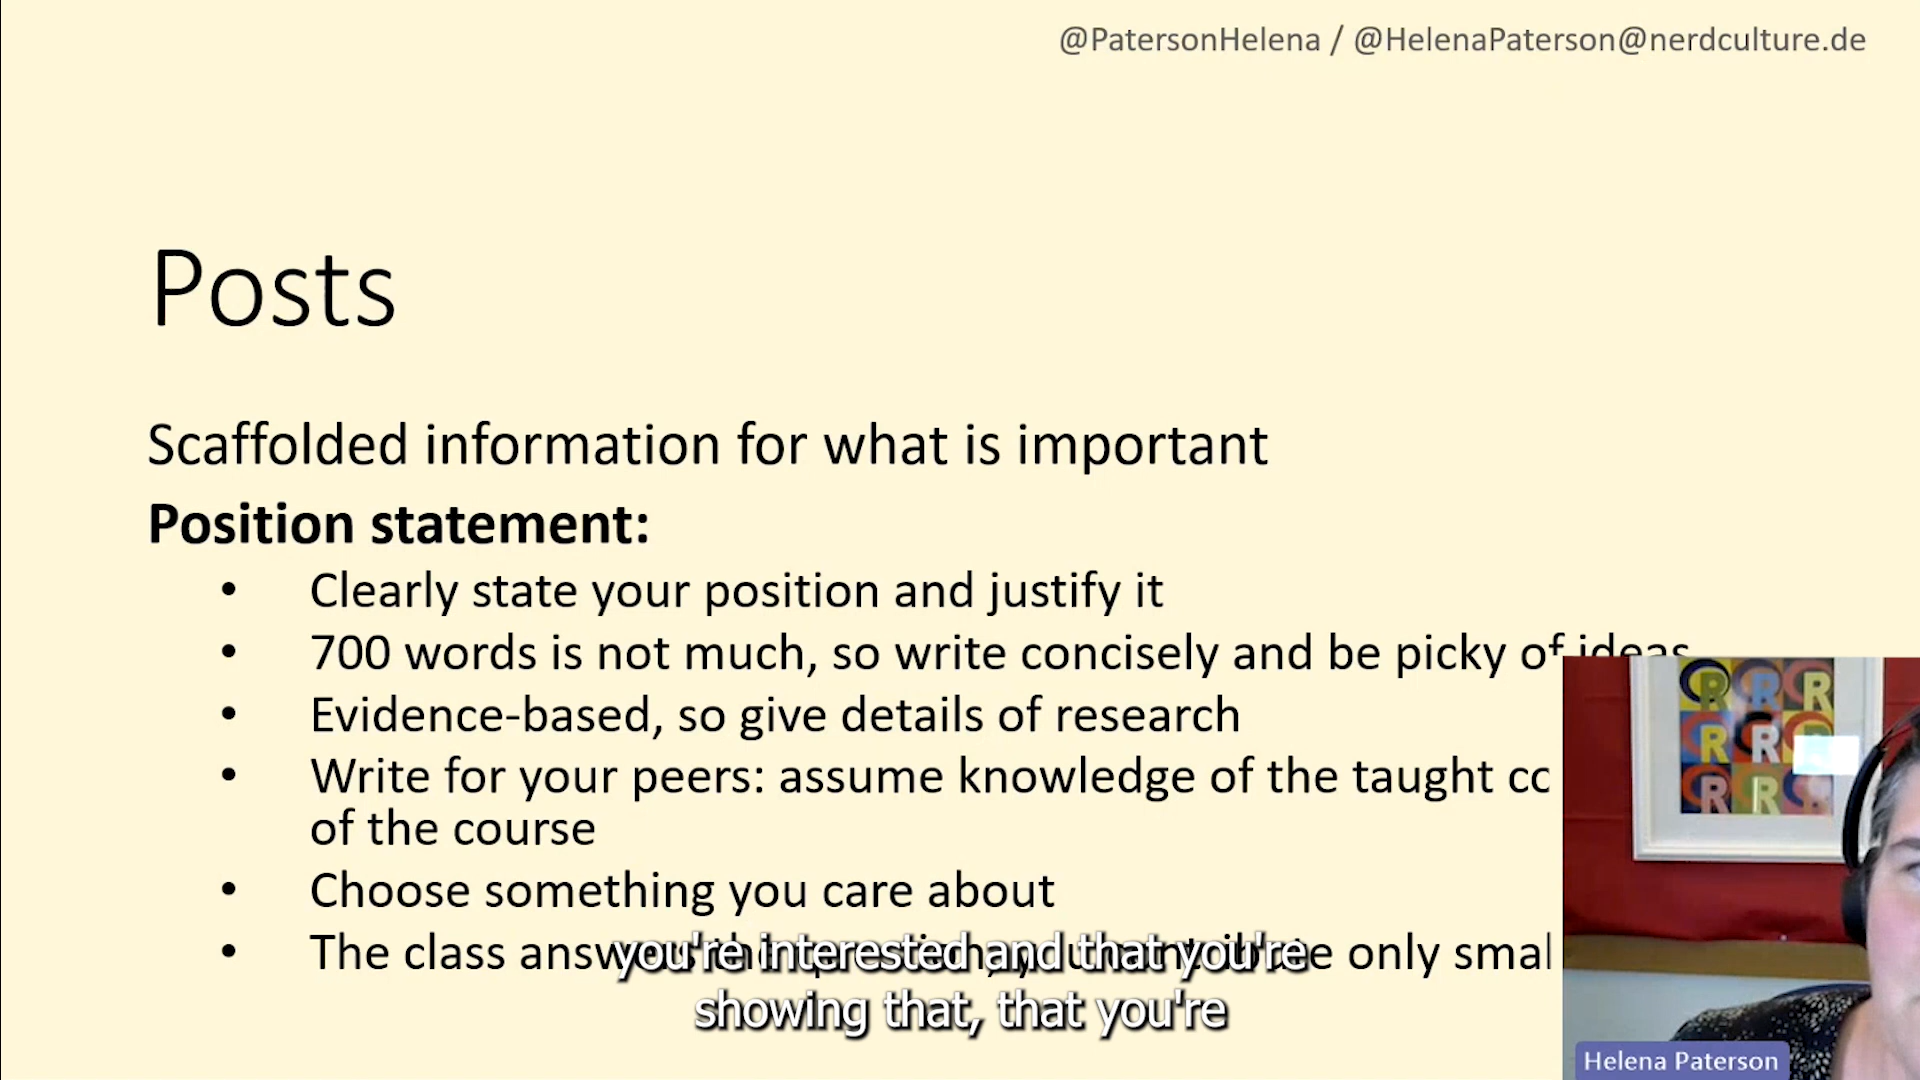 @PatersonHelena / @HelenaPaterson@nerdculture.de
Posts
Scaffolded information for what is important
Position statement:
• Clearly state your position and justify it
• 700 words is not much, so write concisely and be picky of ideas
• Evidence-based, so give details of research
• Write for your peers: assume knowledge of the taught
of the course
• Choose something you care about
• The class only
you're interested and that you're
showing that, that you're
R R R
R R R
R R R
Helena Paterson